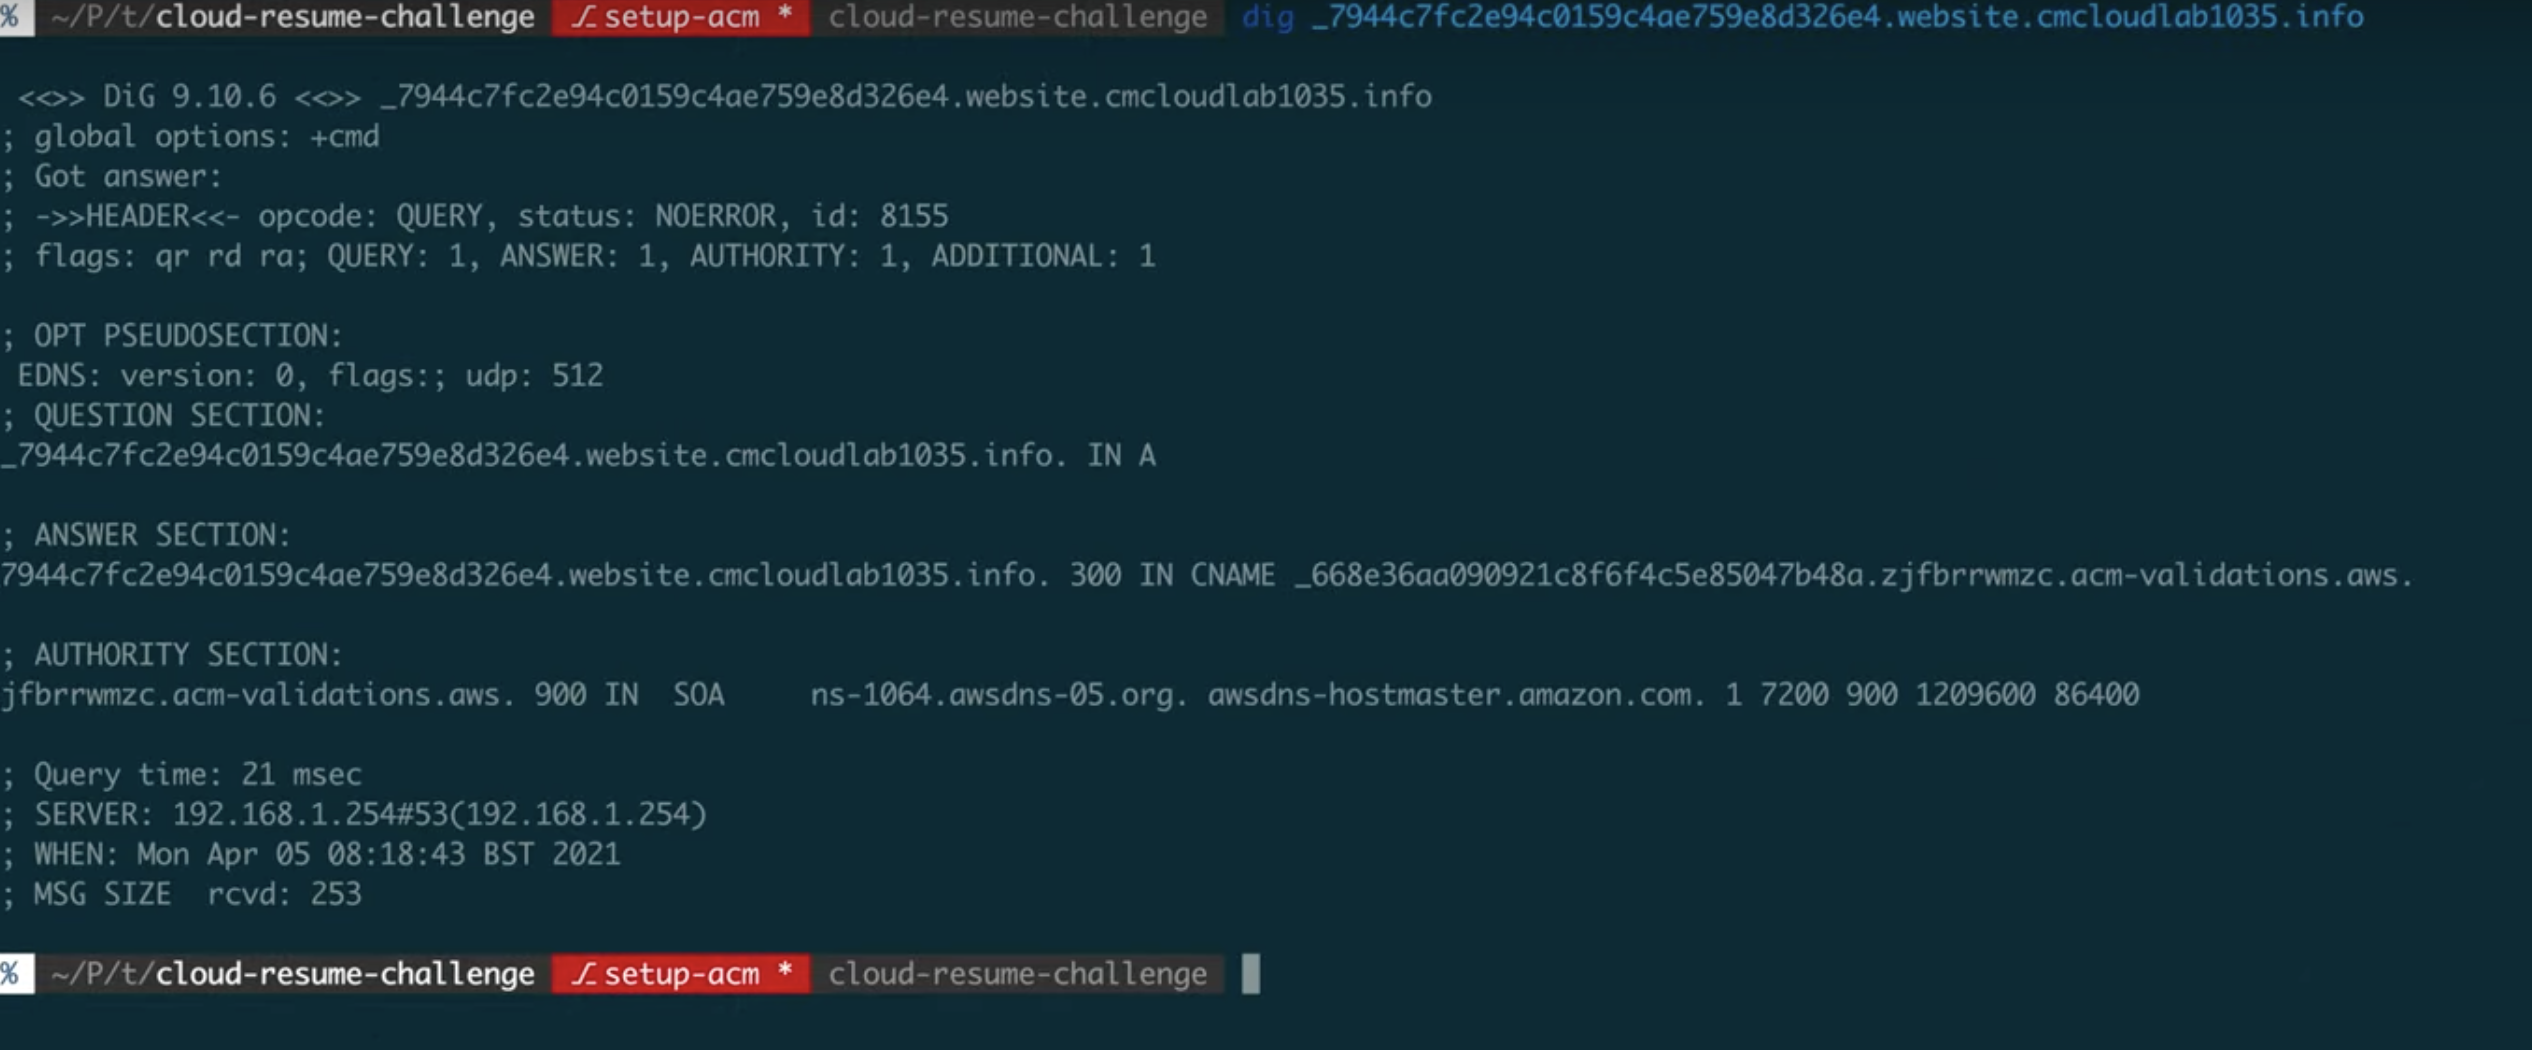 % ~/P/t/cloud-resume-challenge setup-acm * cloud-resume-challenge dig _7944c7fc2e94c0159c4ae759e8d326e4.website.cmcloudlab1035.info
<<>> DiG 9.10.6 <<>> _7944c7fc2e94c0159c4ae759e8d326e4.website.cmcloudlab1035.info
; global options: +cmd
; Got answer:
; ->>HEADER<<- opcode: QUERY, status: NOERROR, id: 8155
; flags: qr rd ra; QUERY: 1, ANSWER: 1, AUTHORITY: 1, ADDITIONAL: 1
; OPT PSEUDOSECTION:
EDNS: version: 0, flags:; udp: 512
; QUESTION SECTION:
_7944c7fc2e94c0159c4ae759e8d326e4.website.cmcloudlab1035.info. IN A
; ANSWER SECTION:
7944c7fc2e94c0159c4ae759e8d326e4.website.cmcloudlab1035.info. 300 IN CNAME _668e36aa090921c8f6f4c5e85047b48a.zjfbrrwmzc.acm-validations.aws.
; AUTHORITY SECTION:
jfbrrwmzc.acm-validations.aws. 900 IN SOA ns-1064.awsdns-05.org. awsdns-hostmaster.amazon.com. 1 7200 900 1209600 86400
; Query time: 21 msec
; SERVER: 192.168.1.254#53(192.168.1.254)
; WHEN: Mon Apr 05 08:18:43 BST 2021
; MSG SIZE rcvd: 253
% ~/P/t/cloud-resume-challenge setup-acm * cloud-resume-challenge